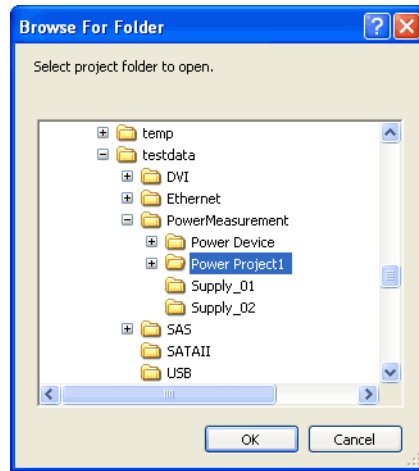 Browse For Folder
Select project folder to open.
temp
testdata
DVI
Ethernet
PowerMeasurement
Power Device
Power Project1
Supply_01
Supply_02
SAS
SATAII
USB
OK Cancel